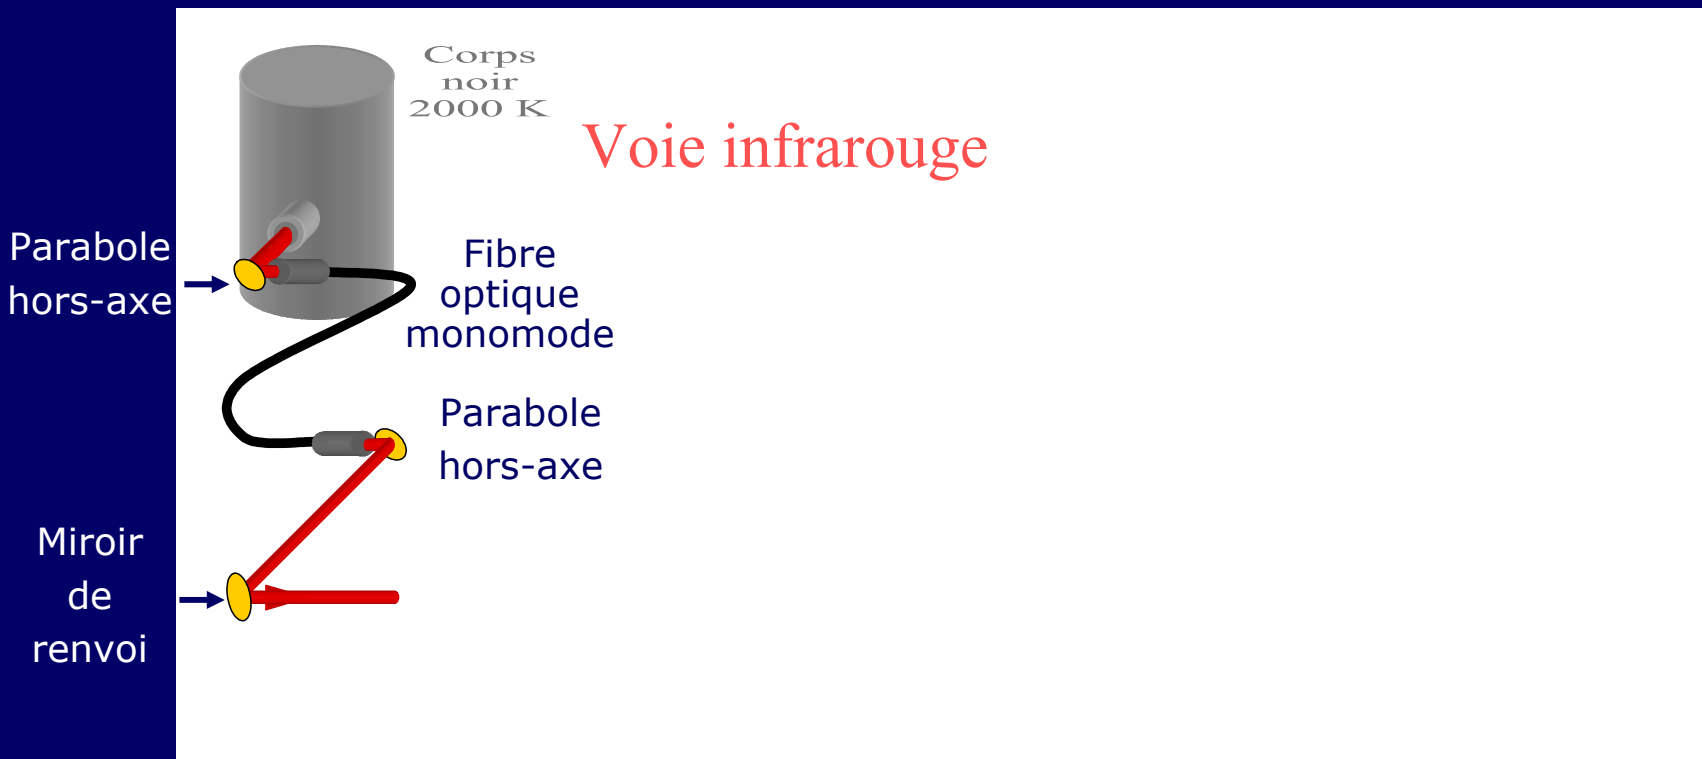 Corps
noir
2000 K
Voie infrarouge
Parabole
hors-axe
Fibre
optique
monomode
Parabole
hors-axe
Miroir
de
renvoi